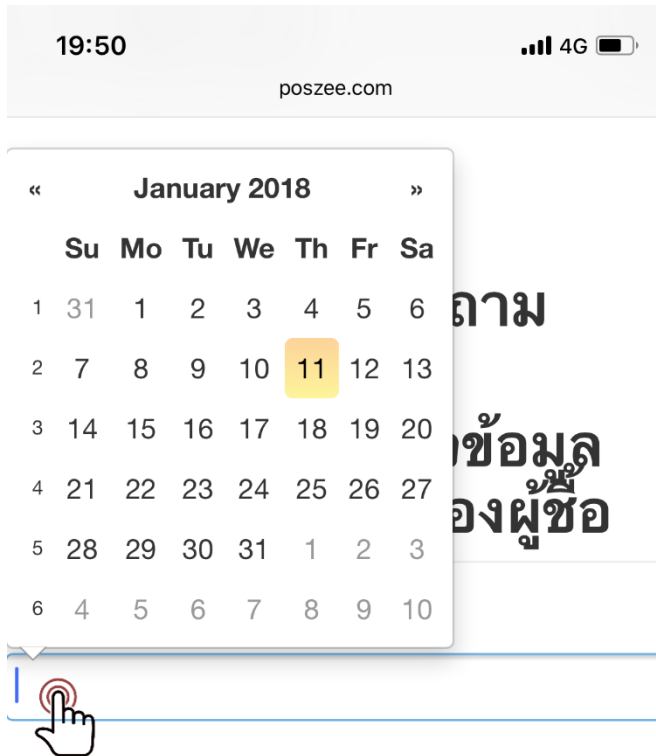 19:50 4G
poszee.com
« January 2018 »
Su Mo Tu We Th Fr Sa
1 31 1 2 3 4 5 6
ถาม
2 7 8 9 10 11 12 13
3 14 15 16 17 18 19 20
ข้อมูล
4 21 22 23 24 25 26 27
องผู้ซื้อ
5 28 29 30 31 1 2 3
6 4 5 6 7 8 9 10